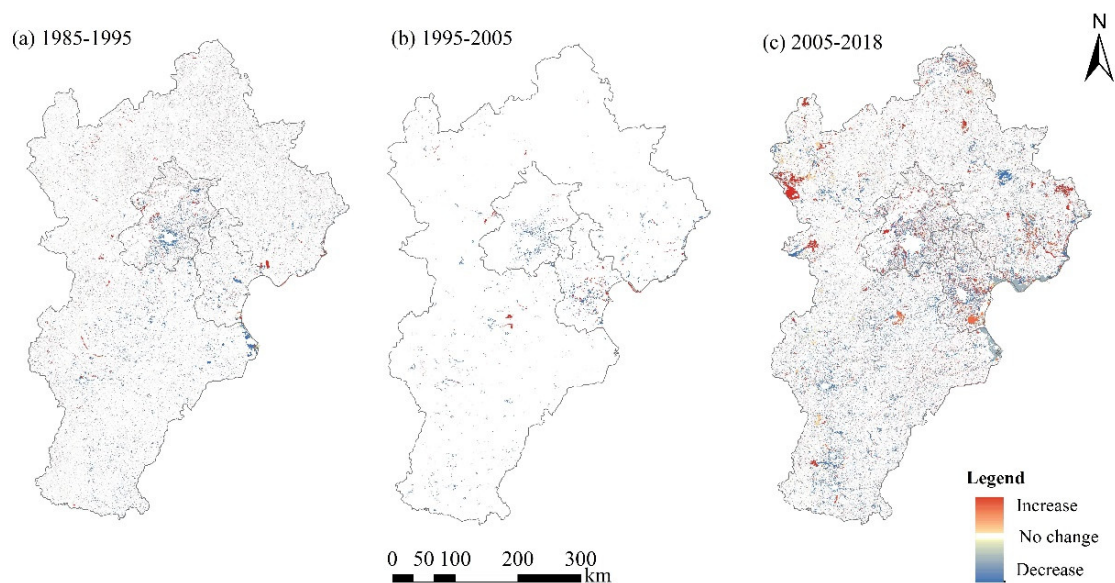 (a) 1985-1995
(b) 1995-2005
(c) 2005-2018
N
Legend
Increase
No change
Decrease
0 50 100 200 300
km